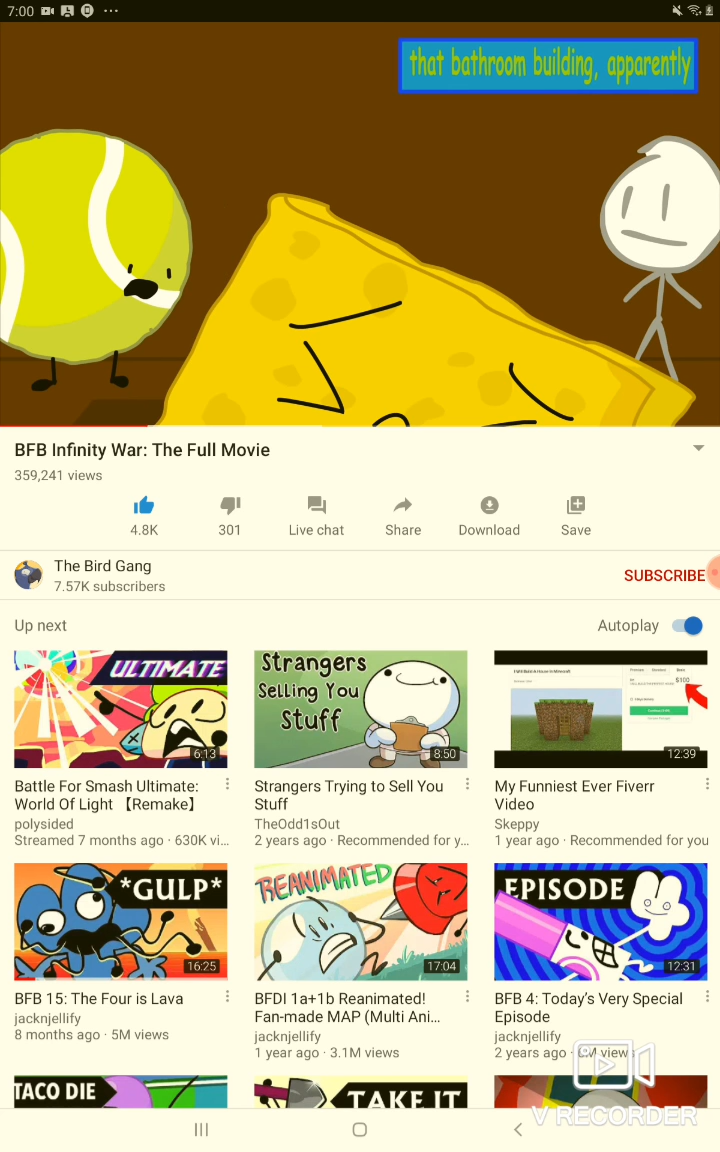 7:00
that bathroom building, apparently
BFB Infinity War: The Full Movie
359,241 views
4.8K
301
Live chat
Share
Download
Save
The Bird Gang
7.57K subscribers
SUBSCRIBE
Up next
Autoplay
ULTIMATE
6:13
Strangers
Selling You
Stuff
8:50
$100
12:39
Battle For Smash Ultimate:
World Of Light 【Remake】
polysided
Streamed 7 months ago · 630K vi...
Strangers Trying to Sell You
Stuff
TheOdd1sOut
2 years ago · Recommended for y...
My Funniest Ever Fiverr
Video
Skeppy
1 year ago · Recommended for you
*GULP*
16:25
REANIMATED
17:04
EPISODE
12:31
BFB 15: The Four is Lava
jacknjellify
8 months ago · 5M views
BFDI 1a+1b Reanimated!
Fan-made MAP (Multi Ani...
jacknjellify
1 year ago · 3.1M views
BFB 4: Today's Very Special
Episode
jacknjellify
2 years ago · views
TACO DIE
TAKE IT
V RECORDER